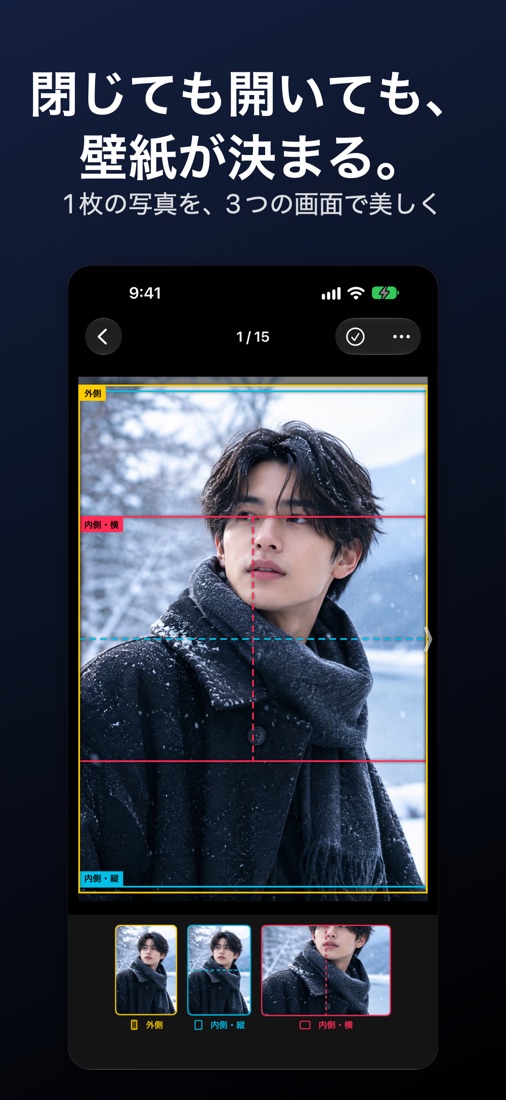 閉じても開いても、
壁紙が決まる。
1枚の写真を、3つの画面で美しく
9:41
1/15
外側
内側・横
内側・縦
外側 内側・縦 内側・横